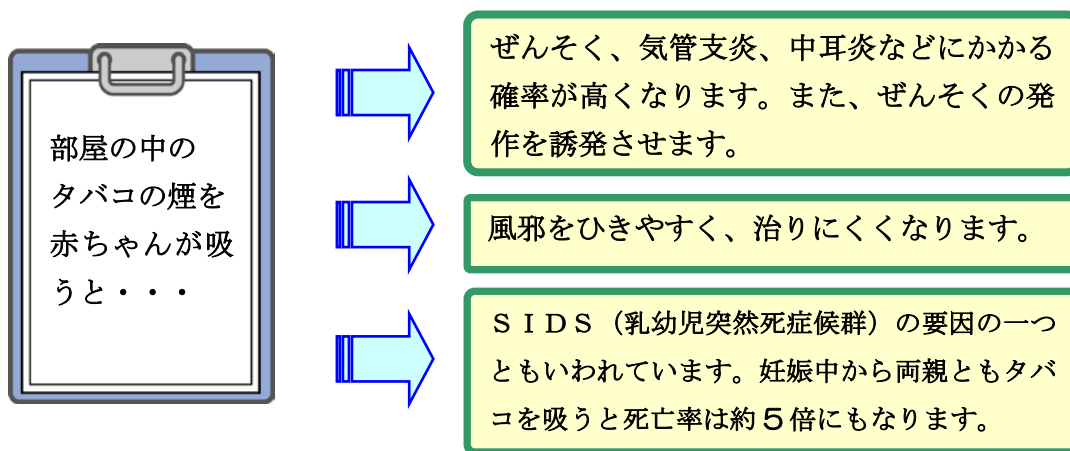 部屋の中の
タバコの煙を
赤ちゃんが吸
うと・・・
ぜんそく、気管支炎、中耳炎などにかかる
確率が高くなります。また、ぜんそくの発
作を誘発させます。
風邪をひきやすく、治りにくくなります。
ＳＩＤＳ（乳幼児突然死症候群）の要因の一つ
ともいわれています。妊娠中から両親ともタバ
コを吸うと死亡率は約５倍にもなります。